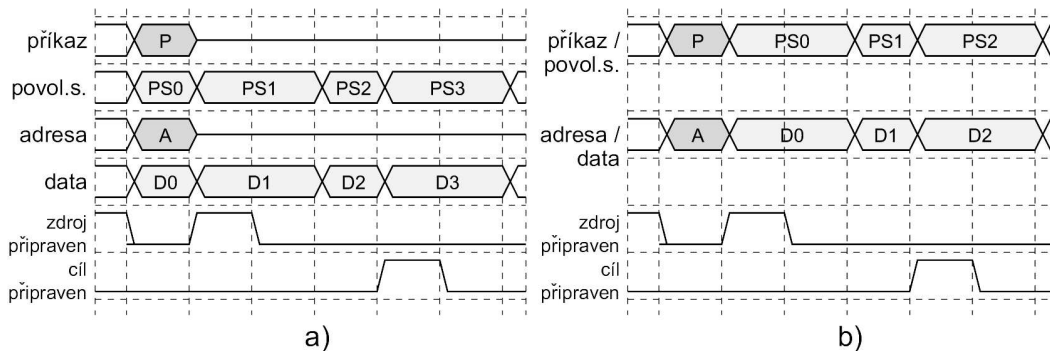 příkaz P
povol.s. PS0 PS1 PS2 PS3
adresa A
data D0 D1 D2 D3
zdroj
připraven
cíl
připraven
a)
příkaz / P PS0 PS1 PS2
povol.s.
adresa / A D0 D1 D2
data
zdroj
připraven
cíl
připraven
b)